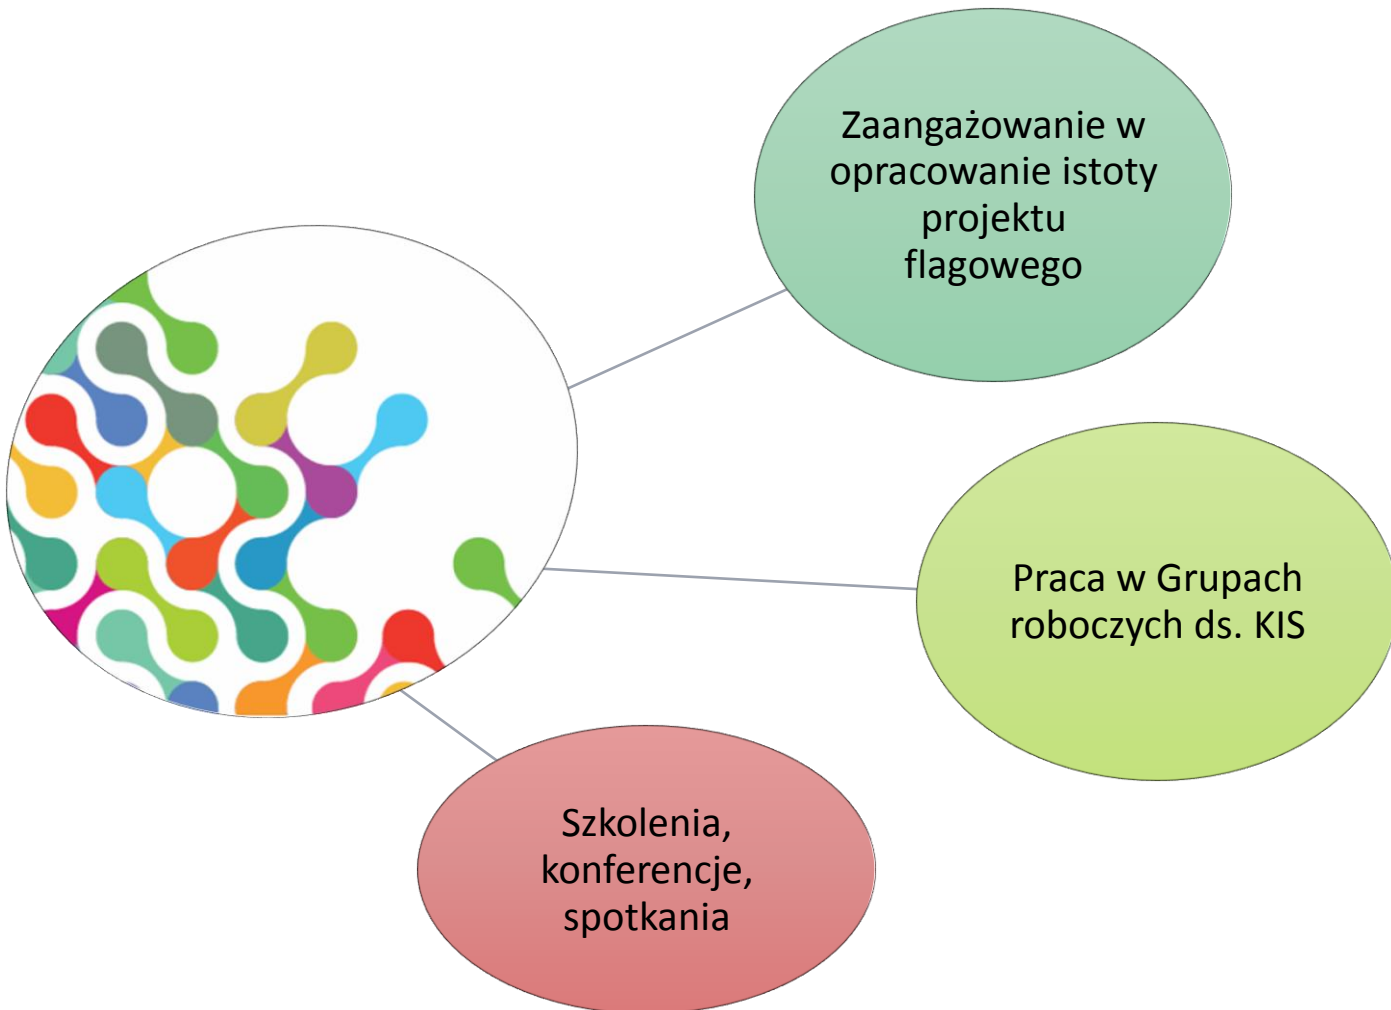 Zaangażowanie w
opracowanie istoty
projektu
flagowego
Praca w Grupach
roboczych ds. KIS
Szkolenia,
konferencje,
spotkania